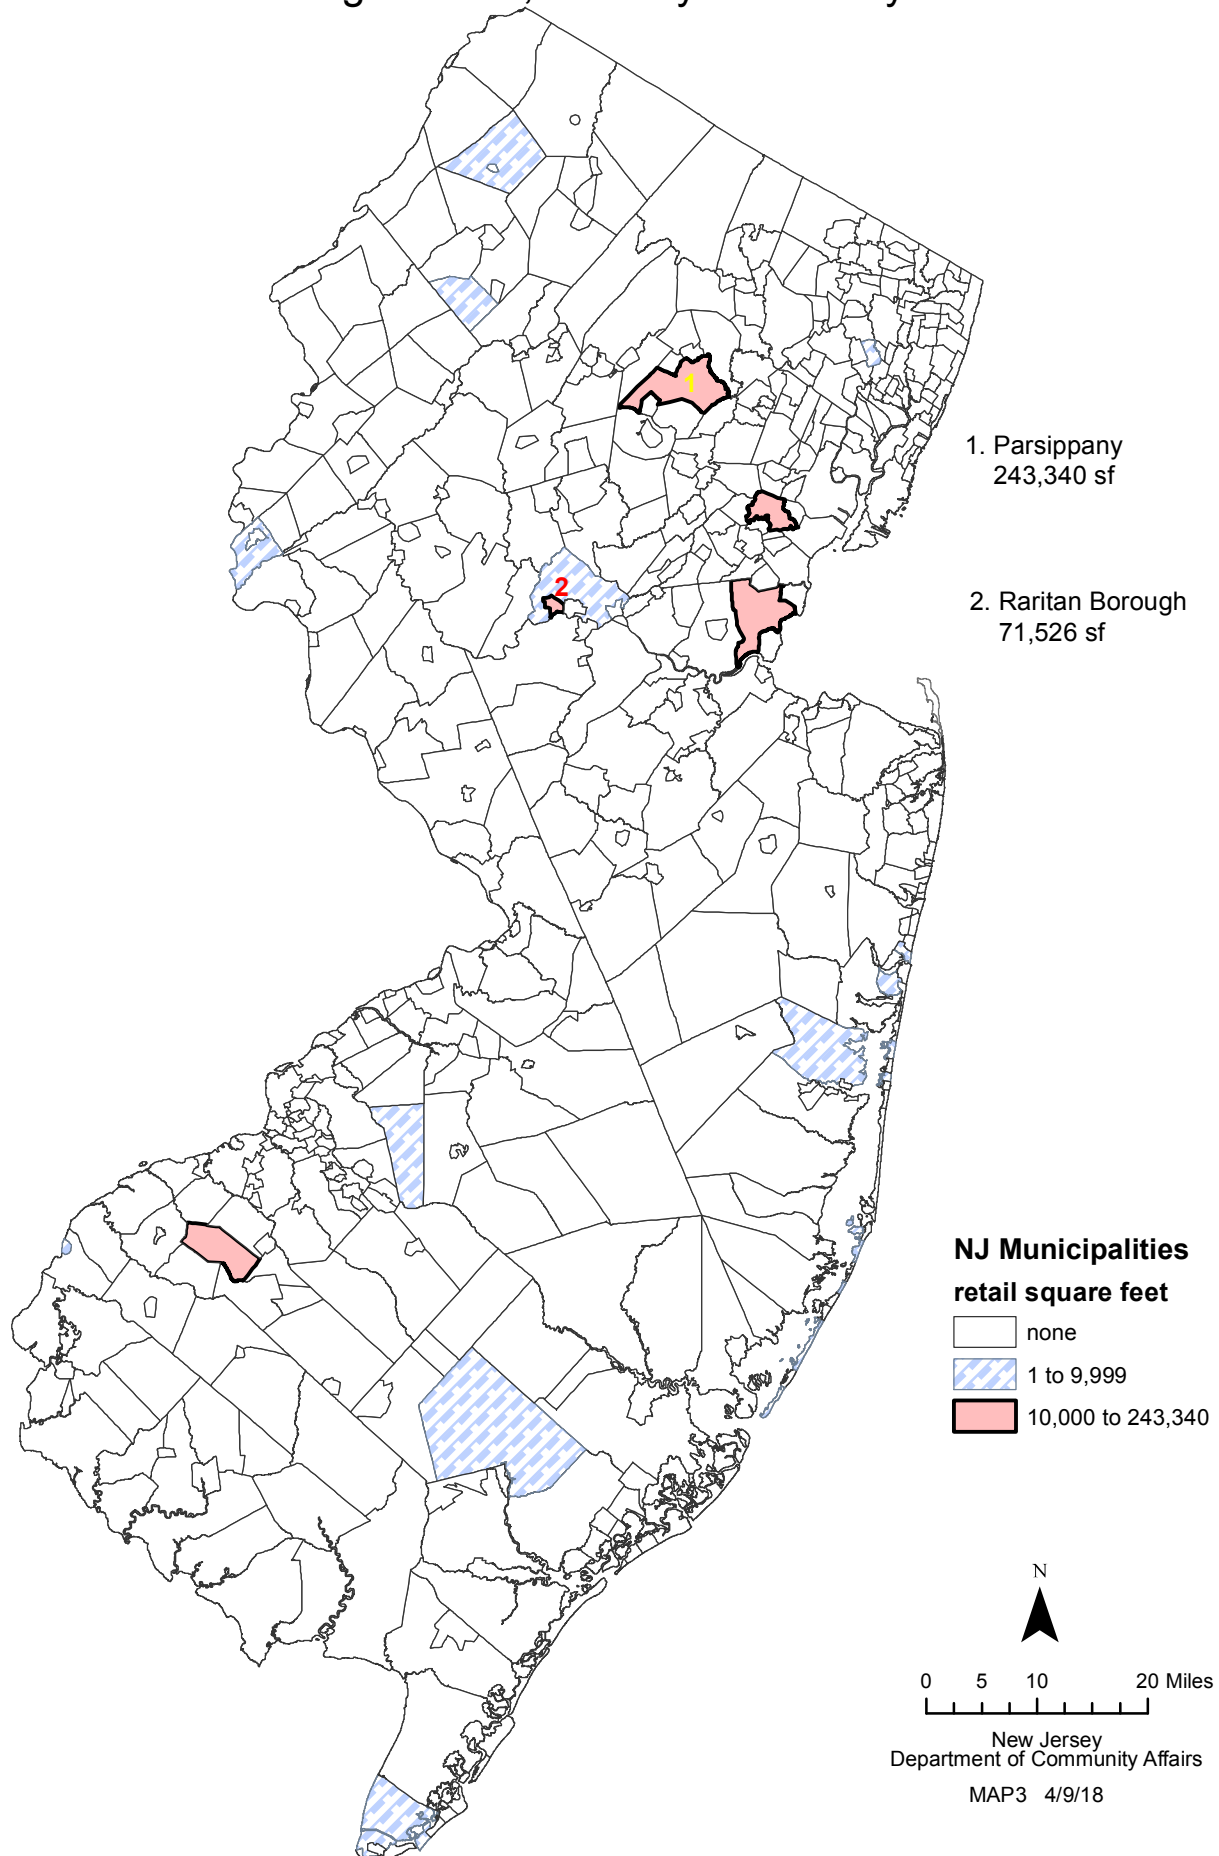 1
1. Parsippany
243,340 sf
2
2. Raritan Borough
71,526 sf
NJ Municipalities
retail square feet
none
1 to 9,999
10,000 to 243,340
N
0 5 10 20 Miles
New Jersey
Department of Community Affairs
MAP3 4/9/18